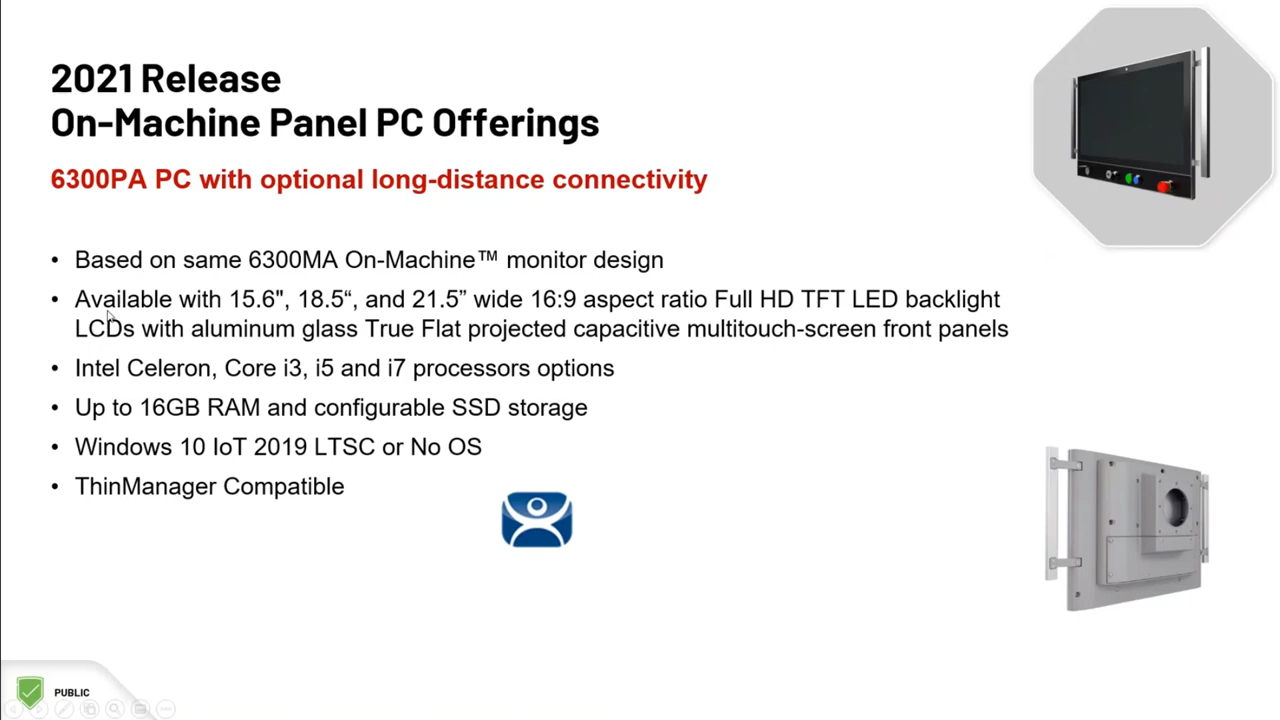 2021 Release
On-Machine Panel PC Offerings
6300PA PC with optional long-distance connectivity
• Based on same 6300MA On-Machine™ monitor design
• Available with 15.6", 18.5“, and 21.5” wide 16:9 aspect ratio Full HD TFT LED backlight
LCDs with aluminum glass True Flat projected capacitive multitouch-screen front panels
• Intel Celeron, Core i3, i5 and i7 processors options
• Up to 16GB RAM and configurable SSD storage
• Windows 10 IoT 2019 LTSC or No OS
• ThinManager Compatible
PUBLIC